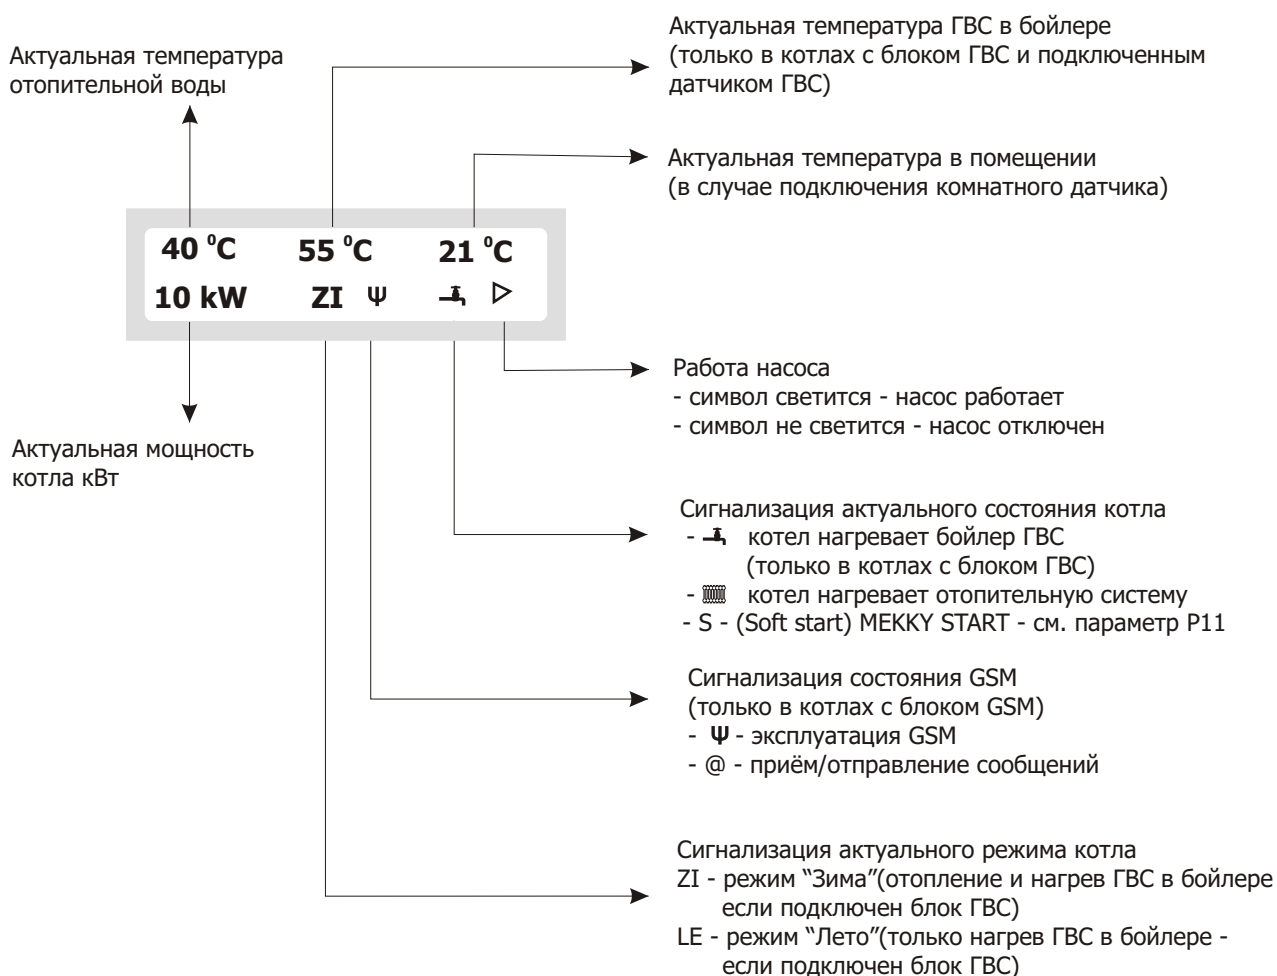 Актуальная температура
отопительной воды
Актуальная температура ГВС в бойлере
(только в котлах с блоком ГВС и подключенным
датчиком ГВС)
Актуальная температура в помещении
(в случае подключения комнатного датчика)
40 ⁰C 55 ⁰C 21 ⁰C
10 kW ZI Ψ
Актуальная мощность
котла кВт
Работа насоса
- символ светится - насос работает
- символ не светится - насос отключен
Сигнализация актуального состояния котла
- котел нагревает бойлер ГВС
(только в котлах с блоком ГВС)
- котел нагревает отопительную систему
- S - (Soft start) MEKKY START - см. параметр P11
Сигнализация состояния GSM
(только в котлах с блоком GSM)
- Ψ - эксплуатация GSM
- @ - приём/отправление сообщений
Сигнализация актуального режима котла
ZI - режим “Зима”(отопление и нагрев ГВС в бойлере
если подключен блок ГВС)
LE - режим “Лето”(только нагрев ГВС в бойлере -
если подключен блок ГВС)